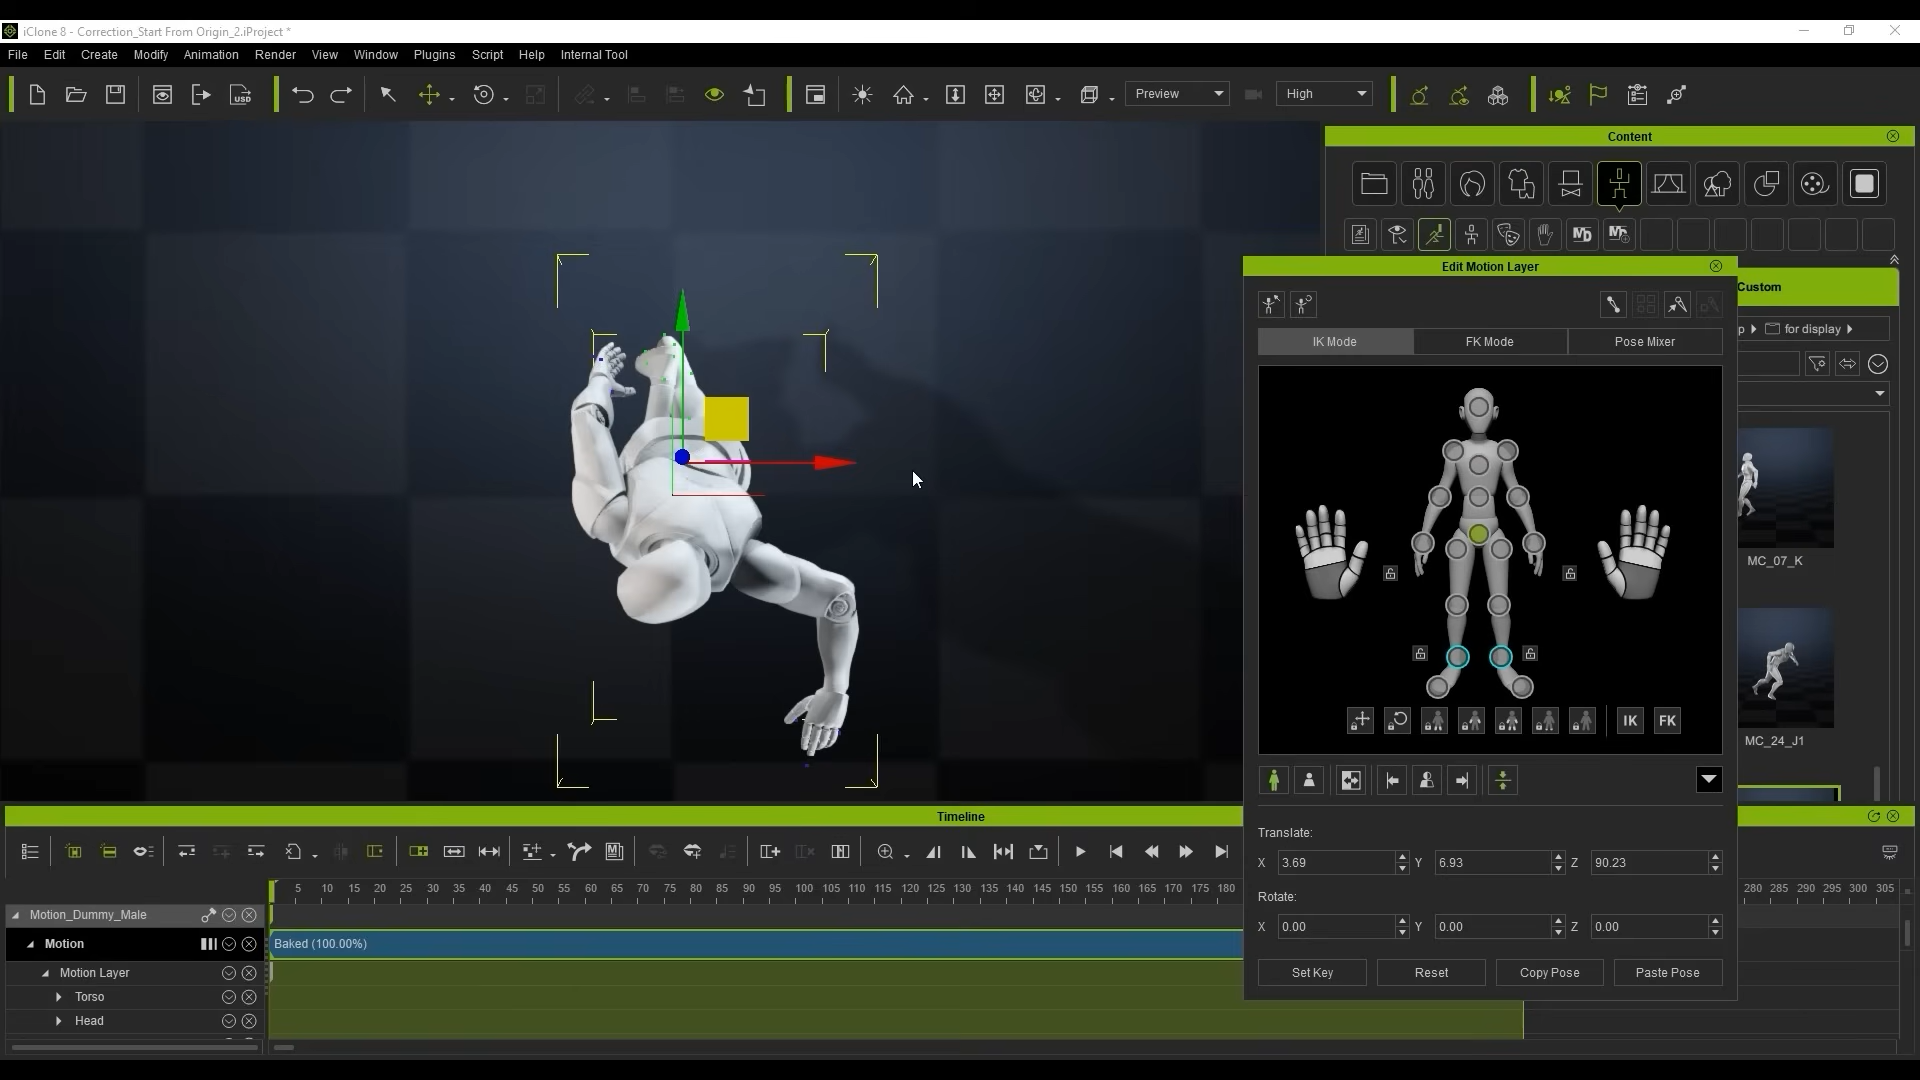 iClone 8 - Correction_Start From Origin_2.iProject *
File Edit Create Modify Animation Render View Window Plugins Script Help Internal Tool
USD Preview High
Content
MD MD
Custom
Edit Motion Layer
p for display
IK Mode FK Mode Pose Mixer
MC_07_K
IK FK
MC_24_J1
Timeline
Translate:
X 3.69 Y 6.93 Z 90.23
5 10 15 20 25 30 35 40 45 50 55 60 65 70 75 80 85 90 95 100 105 110 115 120 125 130 135 140 145 150 155 160 165 170 175 180 280 285 290 295 300 305
Rotate:
Motion_Dummy_Male
X 0.00 Y 0.00 Z 0.00
Motion Baked (100.00%)
Motion Layer
Set Key Reset Copy Pose Paste Pose
Torso
Head